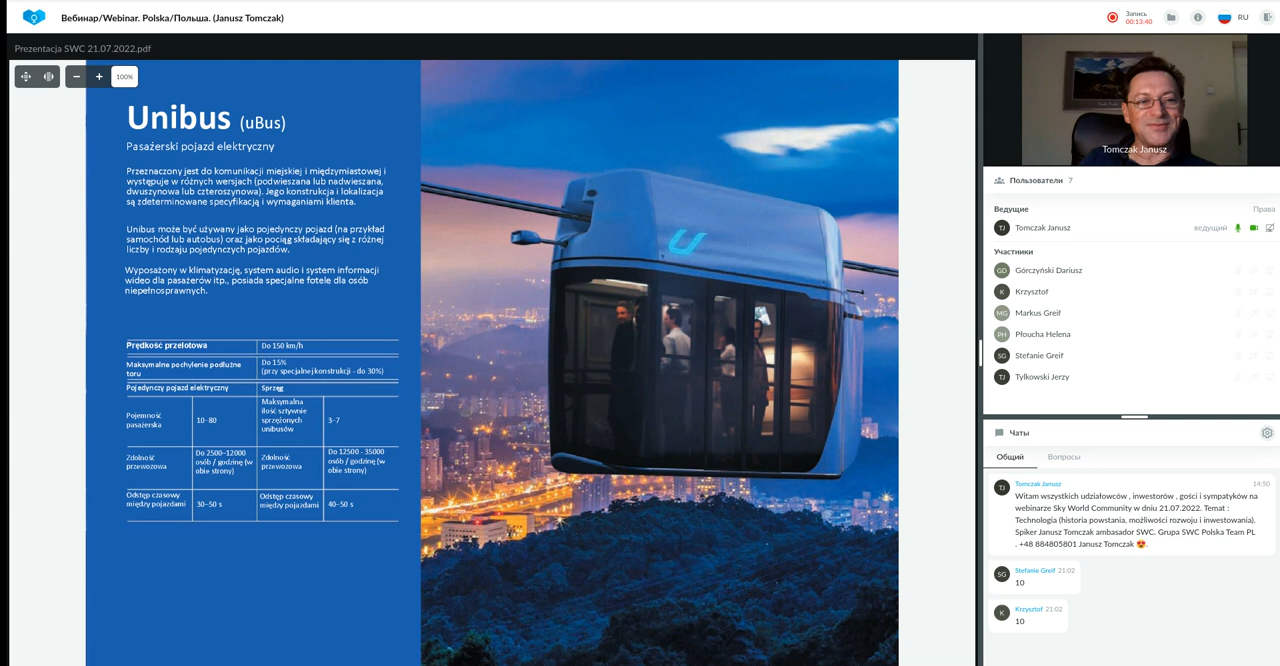 Вебинар/Webinar. Polska/Польша. (Janusz Tomczak)
Запись
00:13:40
RU
Prezentacja SWC 21.07.2022.pdf
100%
Unibus (uBus)
Pasażerski pojazd elektryczny
Przeznaczony jest do komunikacji miejskiej i międzymiastowej i
występuje w różnych wersjach (podwieszana lub nadwieszana,
dwuszynowa lub czteroszynowa). Jego konstrukcja i lokalizacja
są zdeterminowane specyfikacją i wymaganiami klienta.
Unibus może być używany jako pojedynczy pojazd (na przykład
samochód lub autobus) oraz jako pociąg składający się z różnej
liczby i rodzaju pojedynczych pojazdów.
Wyposażony w klimatyzację, system audio i system informacji
wideo dla pasażerów itp., posiada specjalne fotele dla osób
niepełnosprawnych.
Prędkość przelotowa
Do 150 km/h
Maksymalne pochylenie podłużne
toru
Do 15%
(przy specjalnej konstrukcji - do 30%)
Pojedynczy pojazd elektryczny
Sprzęg
Pojemność
pasażerska
10–80
Maksymalna
ilość sztywnie
sprzężonych
unibusów
3–7
Zdolność
przewozowa
Do 2500–12000
osób / godzinę (w
obie strony)
Zdolność
przewozowa
Do 12500 - 35000
osób / godzinę (w
obie strony)
Odstęp czasowy
między pojazdami
30–50 s
Odstęp czasowy
między pojazdami
40–50 s
Tomczak Janusz
Пользователи 7
Ведущие
Права
TJ
Tomczak Janusz
ведущий
Участники
GD
Górczyński Dariusz
K
Krzysztof
MG
Markus Greif
PH
Płoucha Helena
SG
Stefanie Greif
TJ
Tylkowski Jerzy
Чаты
Общий
Вопросы
TJ
Tomczak Janusz
14:50
Witam wszystkich udziałowców , inwestorów , gości i sympatyków na
webinarze Sky World Community w dniu 21.07.2022. Temat :
Technologia (historia powstania, możliwości rozwoju i inwestowania).
Spiker Janusz Tomczak ambasador SWC. Grupa SWC Polska Team PL
. +48 884805801 Janusz Tomczak 😍.
SG
Stefanie Greif 21:02
10
K
Krzysztof 21:02
10